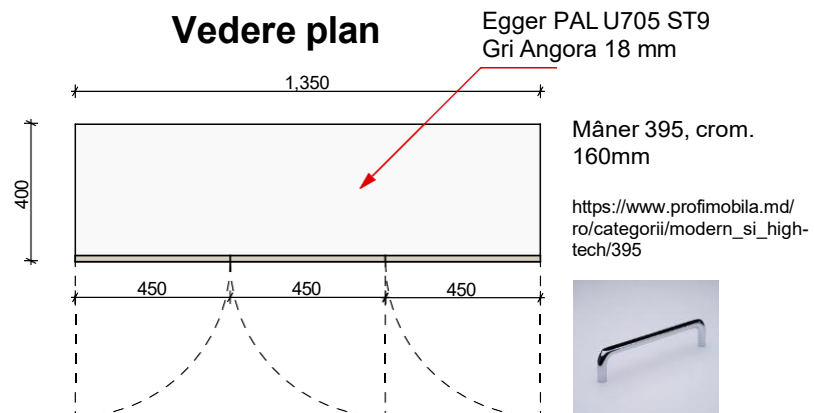 Vedere plan
Egger PAL U705 ST9
Gri Angora 18 mm
1,350
400
Mâner 395, crom.
160mm
https://www.profimobila.md/
ro/categorii/modern_si_high-
tech/395
450
450
450